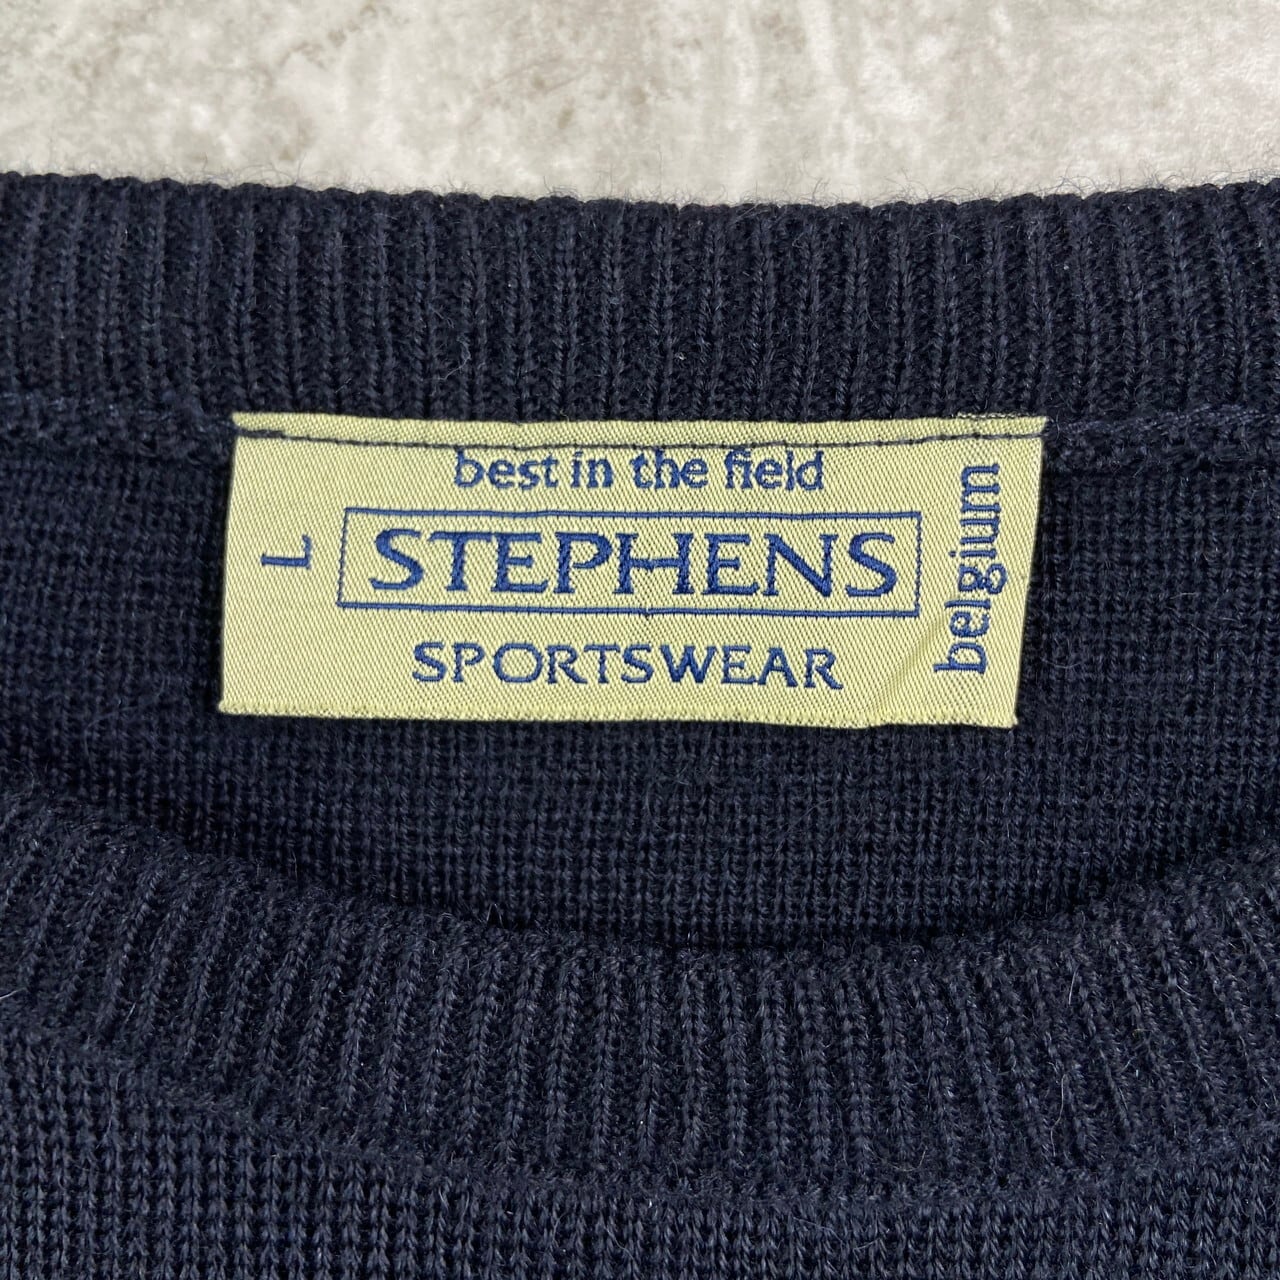 best in the field
L
STEPHENS
SPORTSWEAR
belgium